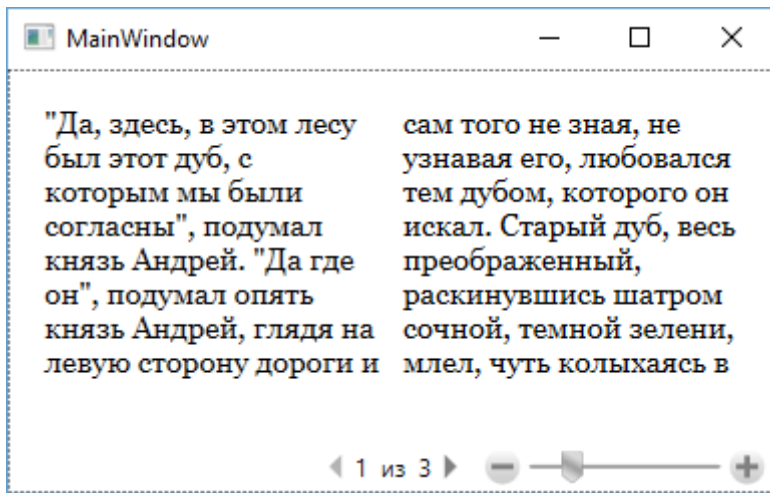 MainWindow
"Да, здесь, в этом лесу
был этот дуб, с
которым мы были
согласны", подумал
князь Андрей. "Да где
он", подумал опять
князь Андрей, глядя на
левую сторону дороги и
сам того не зная, не
узнавая его, любовался
тем дубом, которого он
искал. Старый дуб, весь
преображенный,
раскинувшись шатром
сочной, темной зелени,
млел, чуть колыхаясь в
1 из 3